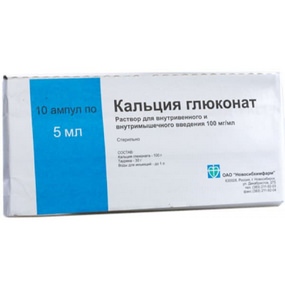 10 ампул по
5 мл
Кальция глюконат
Раствор для внутривенного и
внутримышечного введения 100 мг/мл
Стерильно
СОСТАВ:
ОАО "Новосибхимфарм"